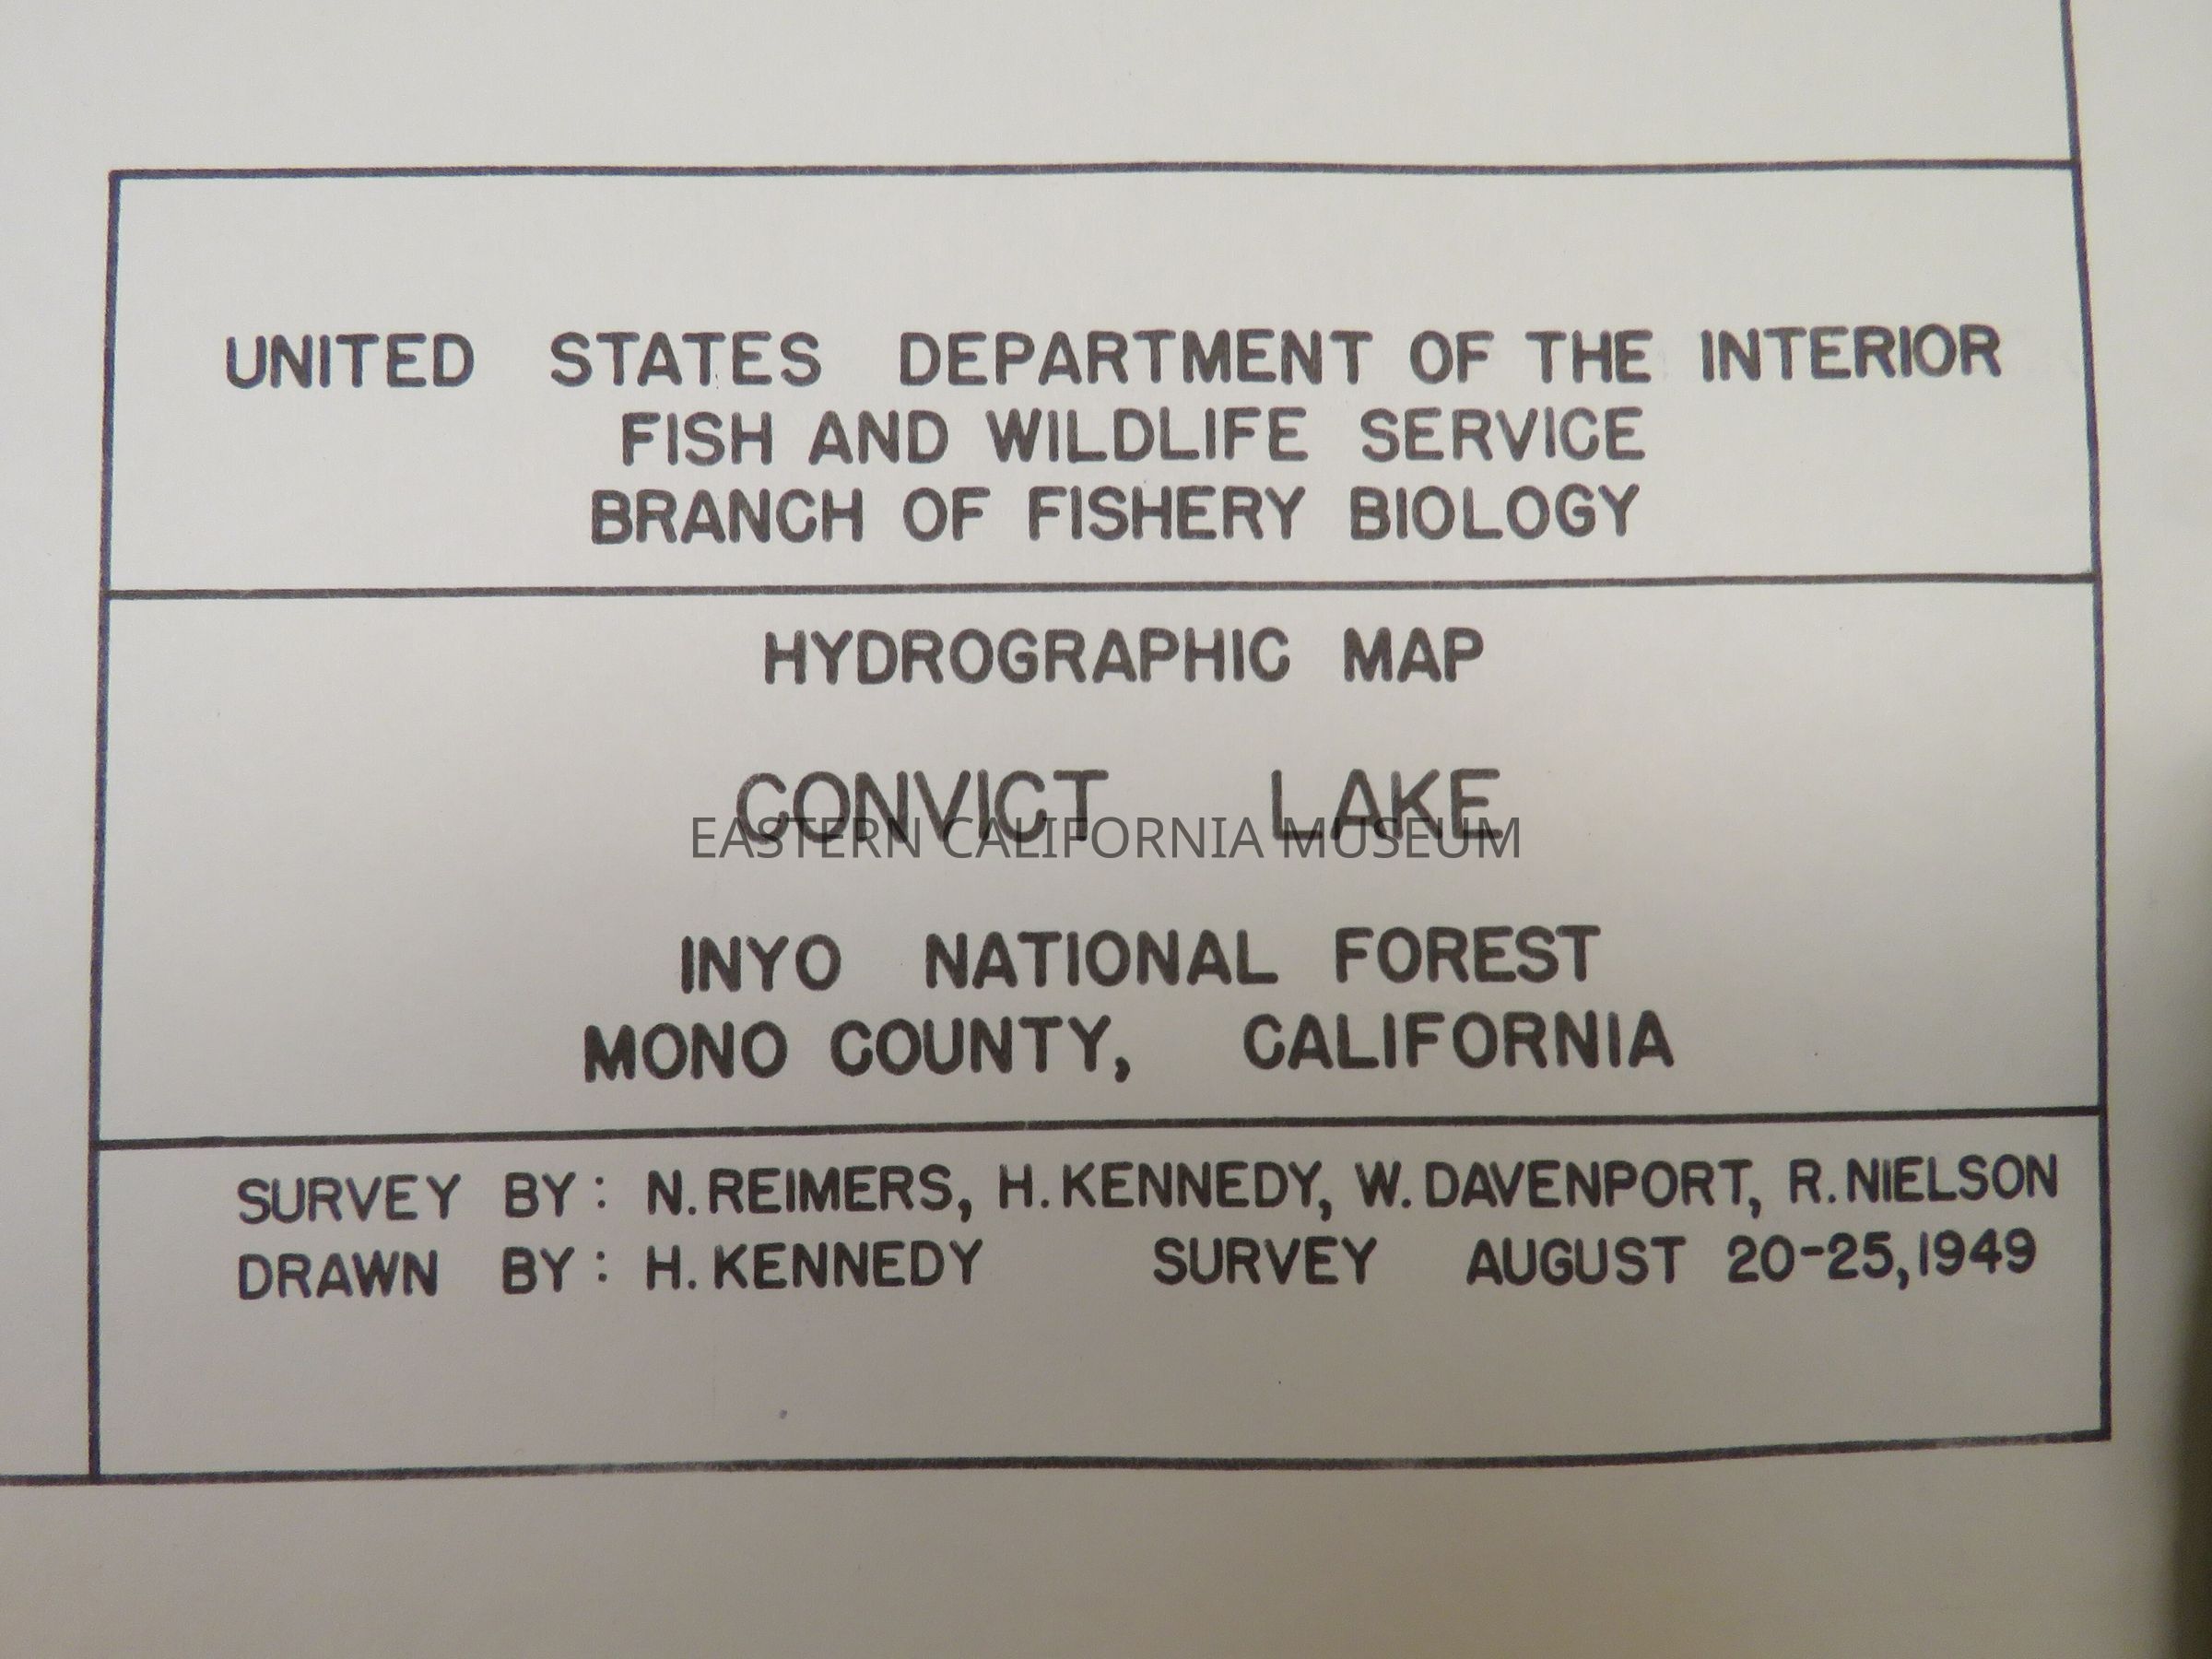 UNITED STATES DEPARTMENT OF THE INTERIOR
FISH AND WILDLIFE SERVICE
BRANCH OF FISHERY BIOLOGY
HYDROGRAPHIC MAP
CONVICT LAKE
EASTERN CALIFORNIA MUSEUM
INYO NATIONAL FOREST
MONO COUNTY, CALIFORNIA
SURVEY BY: N. REIMERS, H. KENNEDY, W. DAVENPORT, R. NIELSON
DRAWN BY: H. KENNEDY SURVEY AUGUST 20-25, 1949